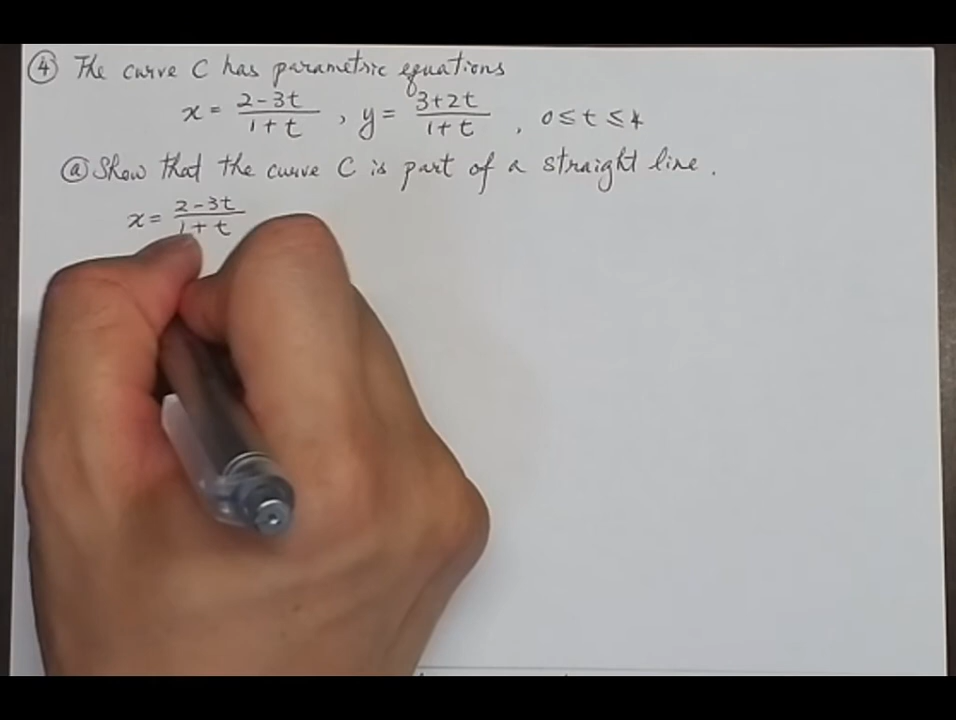 ④ The curve C has parametric equations
x = (2-3t)/(1+t) , y = (3+2t)/(1+t) , 0 ≤ t ≤ 4
ⓐ Show that the curve C is part of a straight line.
x = (2-3t)/(1+t)